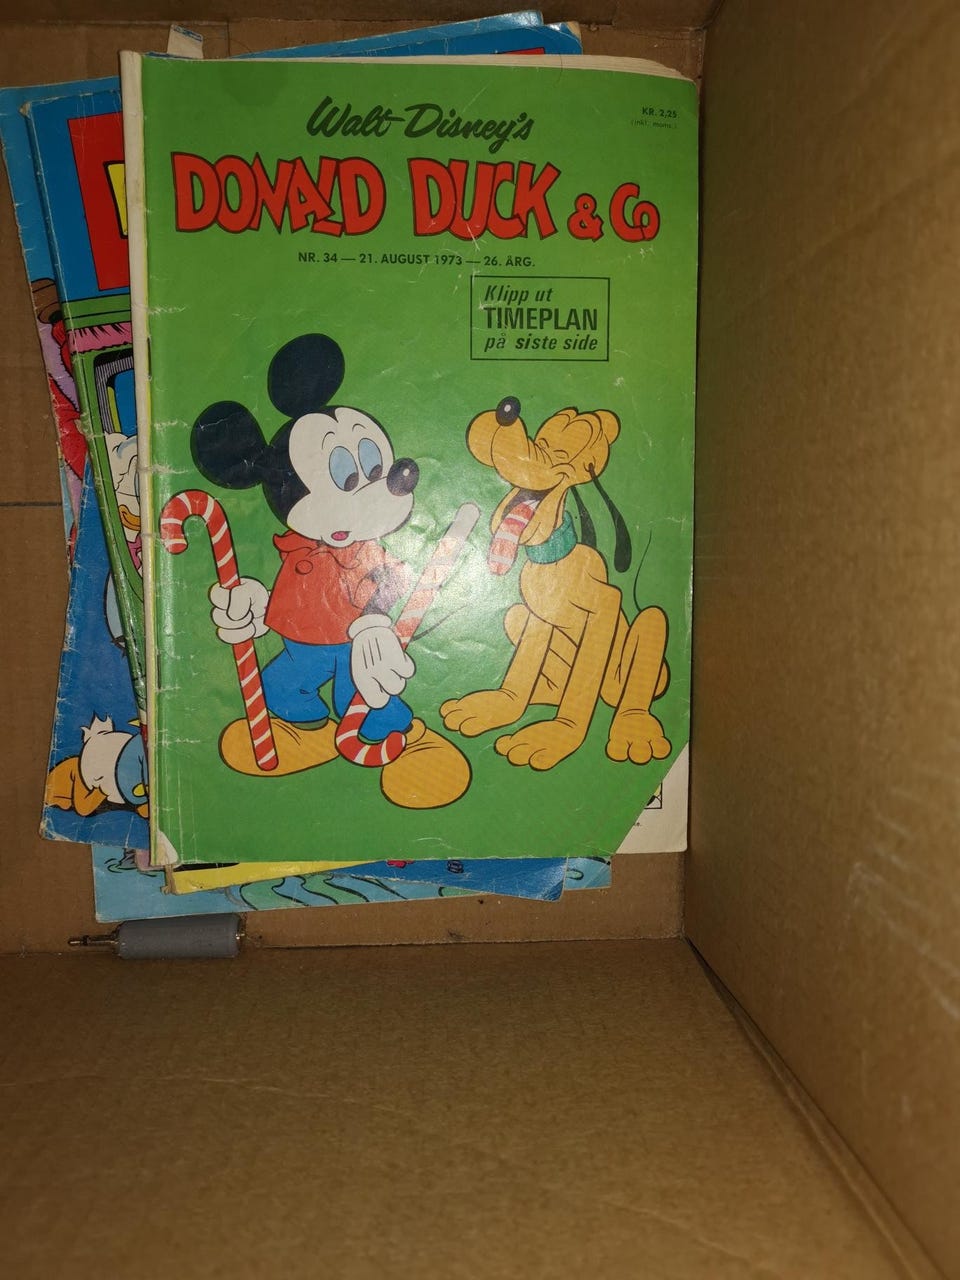 Walt Disney's
KR. 2,25
(inkl. moms.)
DONALD DUCK & Co
NR. 34 — 21. AUGUST 1973 — 26. ÅRG.
Klipp ut
TIMEPLAN
på siste side